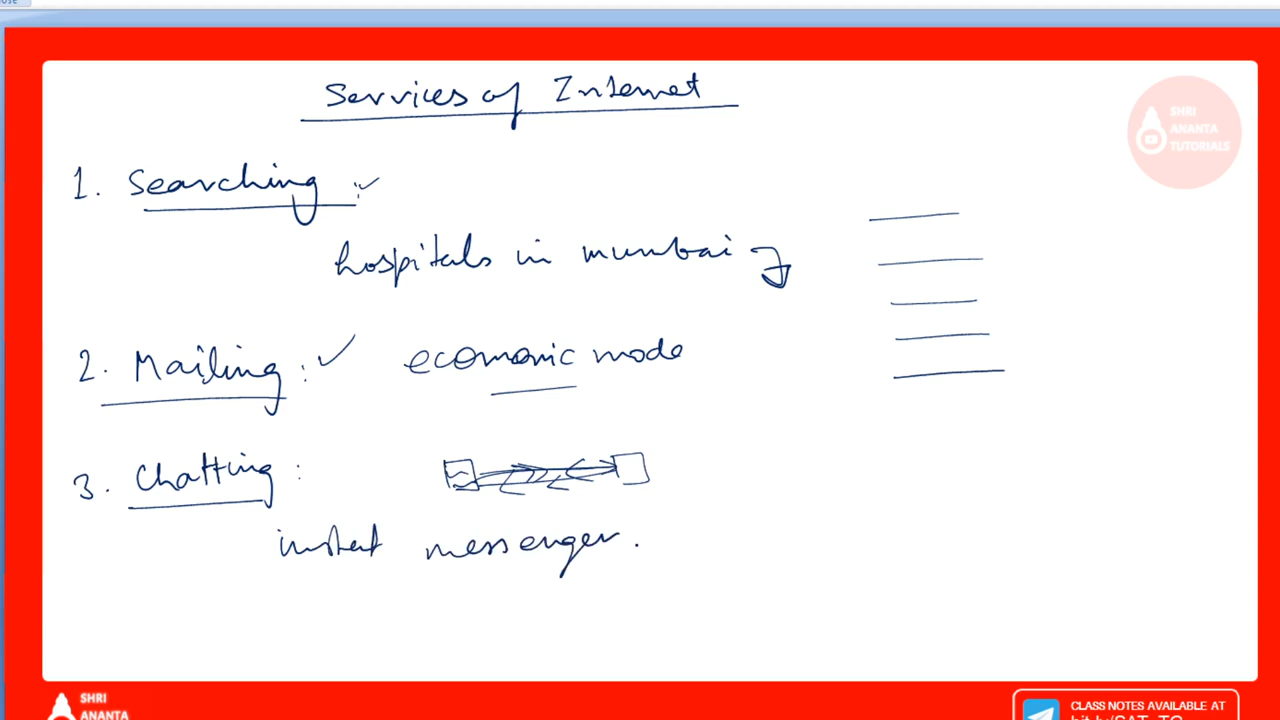 Services of Internet
SHRI
ANANTA
TUTORIALS
1. Searching :
hospitals in mumbai
2. Mailing : economic mode
3. Chatting :
instant messenger.
SHRI
ANANTA
CLASS NOTES AVAILABLE AT